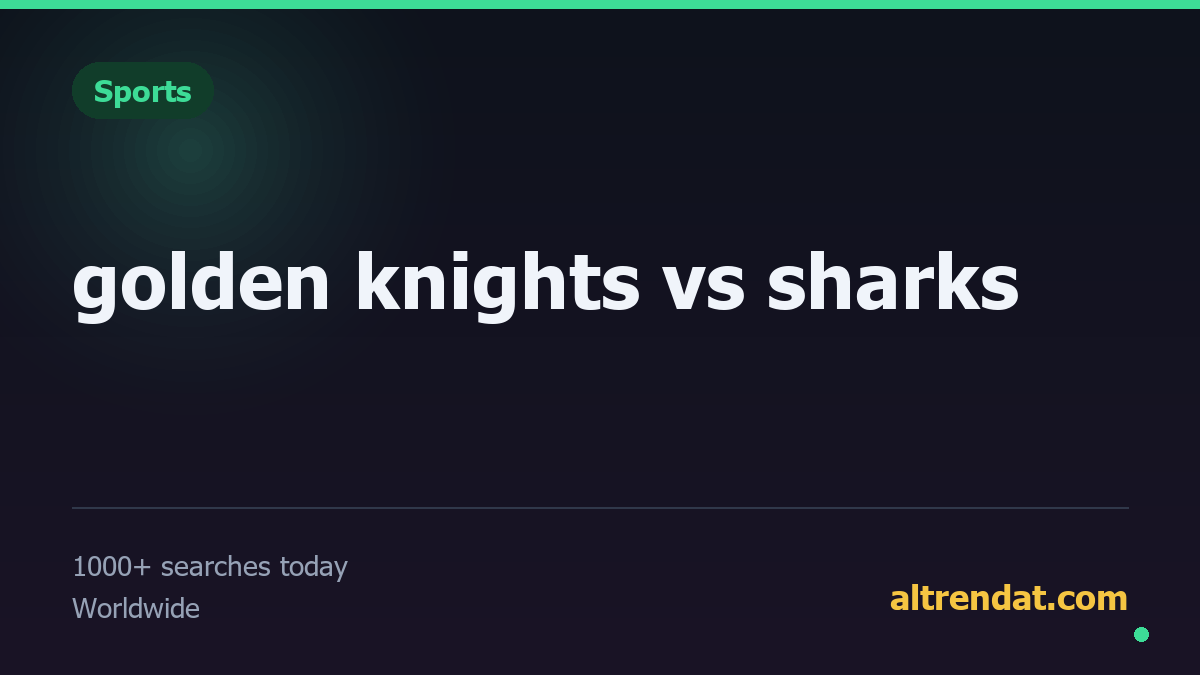 Sports
golden knights vs sharks
1000+ searches today
Worldwide
altrendat.com